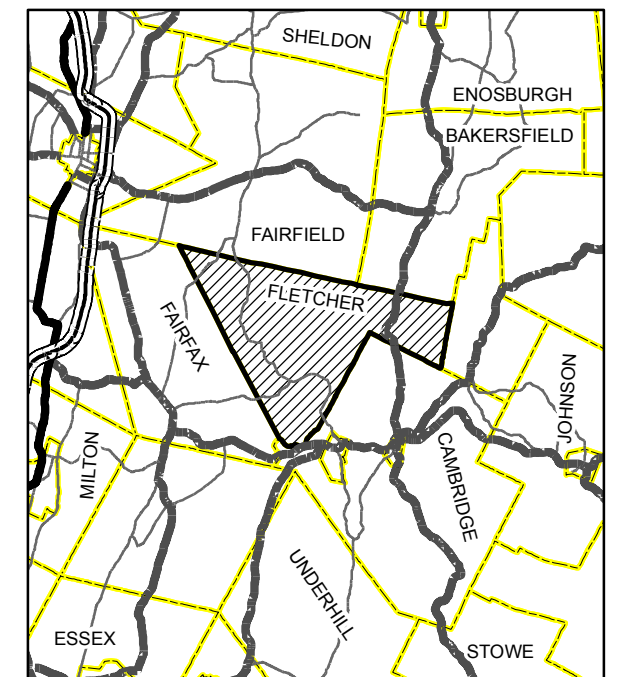 SHELDON
ENOSBURGH
BAKERSFIELD
FAIRFIELD
FLETCHER
FAIRFAX
JOHNSON
MILTON
CAMBRIDGE
UNDERHILL
ESSEX
STOWE